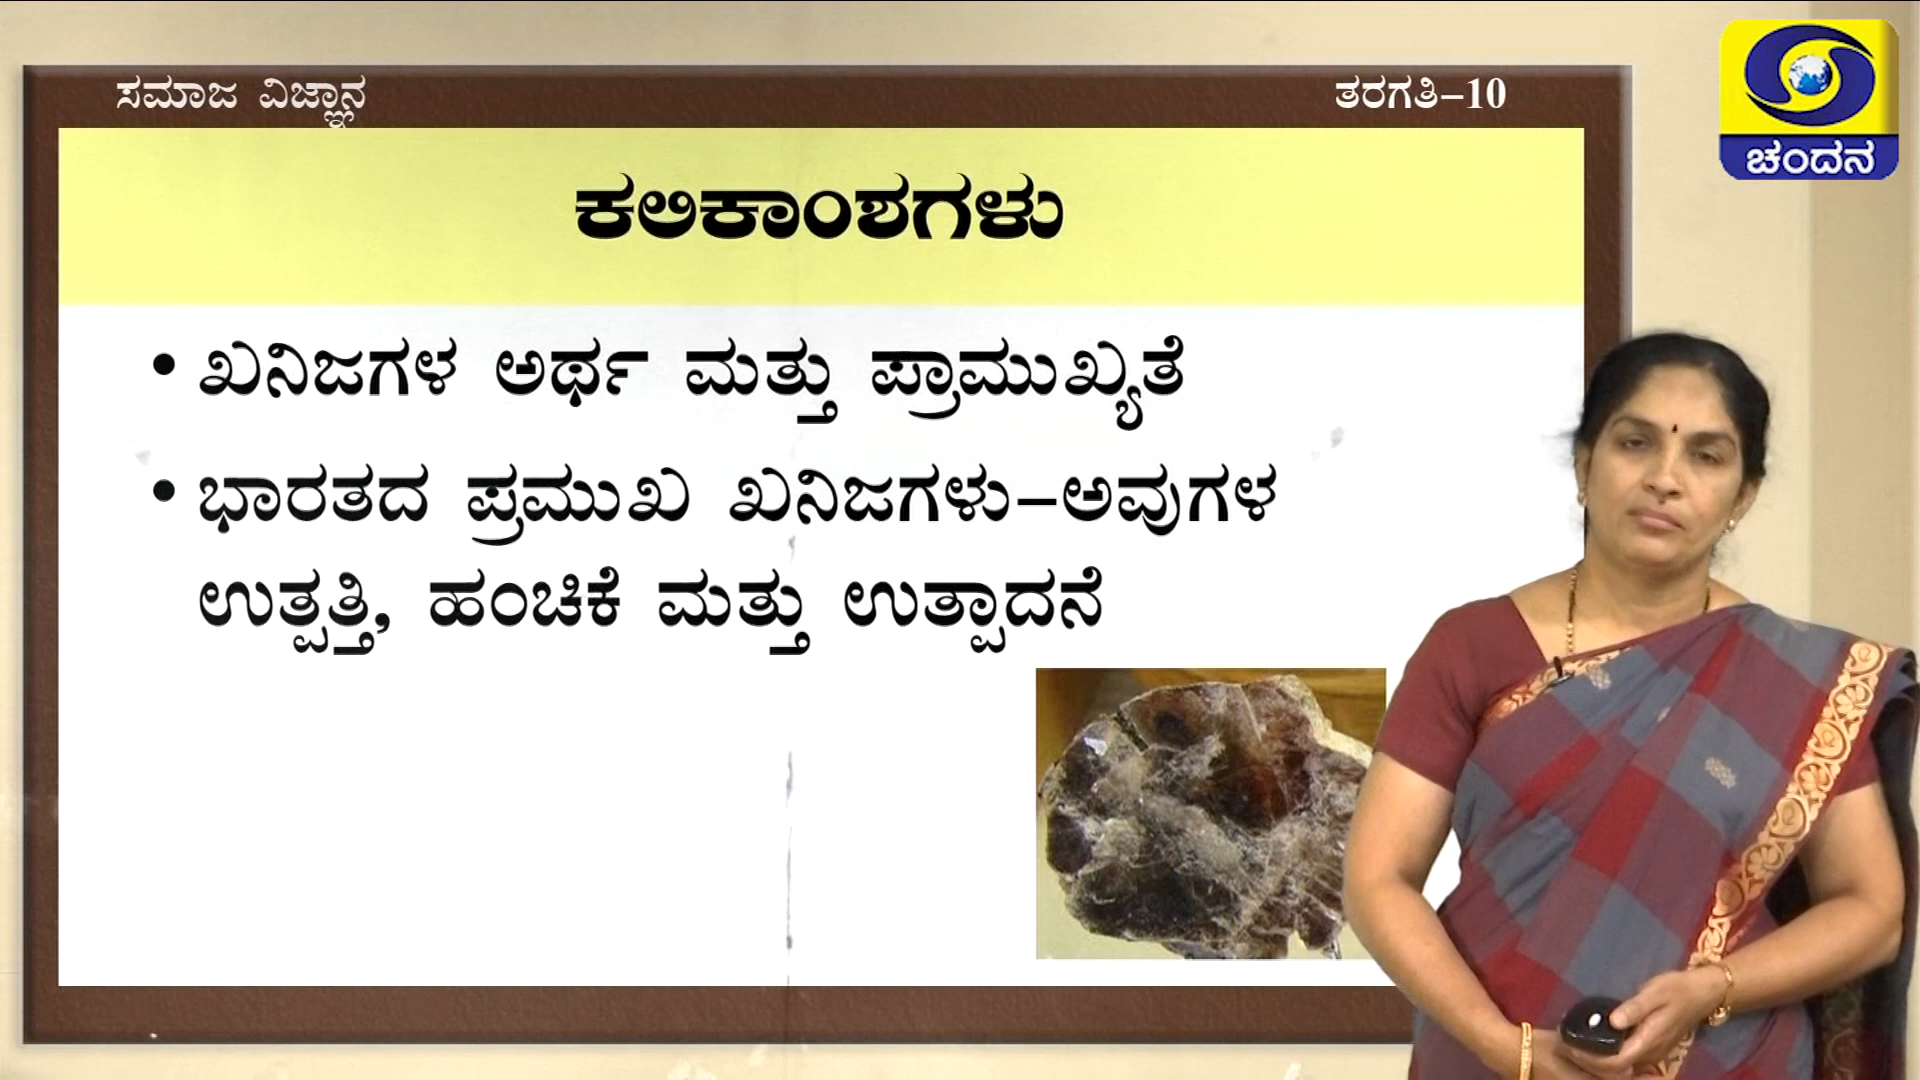 ಸಮಾಜ ವಿಜ್ಞಾನ
ತರಗತಿ-10
ಚಂದನ
ಕಲಿಕಾಂಶಗಳು
• ಖನಿಜಗಳ ಅರ್ಥ ಮತ್ತು ಪ್ರಾಮುಖ್ಯತೆ
• ಭಾರತದ ಪ್ರಮುಖ ಖನಿಜಗಳು-ಅವುಗಳ
ಉತ್ಪತ್ತಿ, ಹಂಚಿಕೆ ಮತ್ತು ಉತ್ಪಾದನೆ